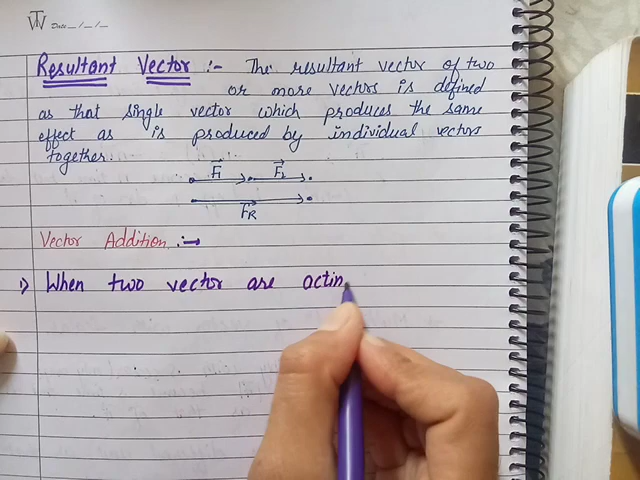 TW Date _ / _ / _
Resultant Vector :- The resultant vector of two
or more vectors is defined
as that single vector which produces the same
effect as is produced by individual vectors
together.
F₁ F₂
F_R
Vector Addition :→
1) When two vector are actin